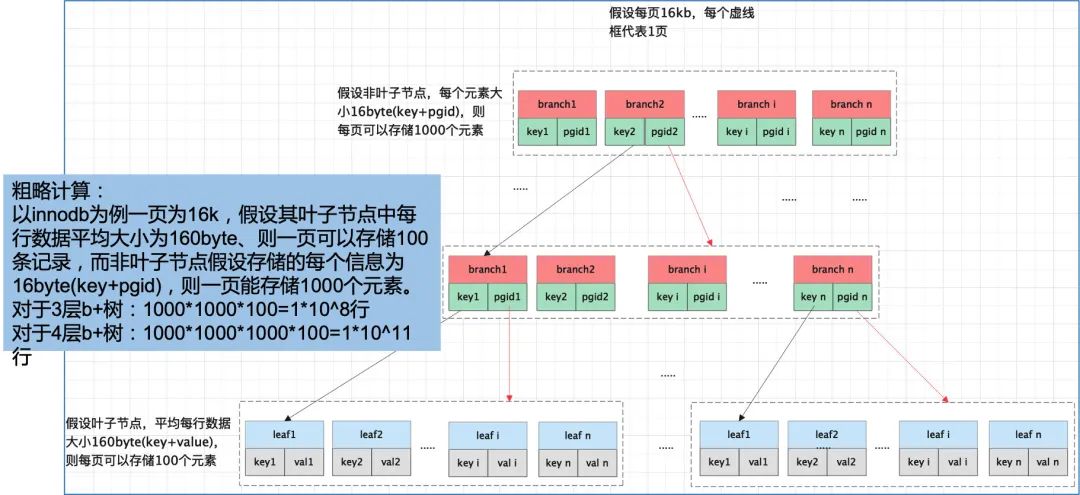 假设每页16kb，每个虚线
框代表1页
假设非叶子节点，每个元素大
小16byte(key+pgid)，则
每页可以存储1000个元素
branch1 branch2 branch i branch n
.....
key1 pgid1 key2 pgid2 key i pgid i key n pgid n
..... ..... .....
粗略计算：
以innodb为例一页为16k，假设其叶子节点中每
行数据平均大小为160byte、则一页可以存储100
条记录，而非叶子节点假设存储的每个信息为
16byte(key+pgid)，则一页能存储1000个元素。
对于3层b+树：1000*1000*100=1*10^8行
对于4层b+树：1000*1000*1000*100=1*10^11
行
branch1 branch2 branch i branch n
.....
key1 pgid1 key2 pgid2 key i pgid i key n pgid n
.....
假设叶子节点，平均每行数据
大小160byte(key+value)，
则每页可以存储100个元素
leaf1 leaf2 ..... leaf i leaf n
key1 val1 key2 val2 key i val i key n val n
.....
leaf1 leaf2 ..... ..... leaf i leaf n
key1 val1 key2 val2 key i val i key n val n